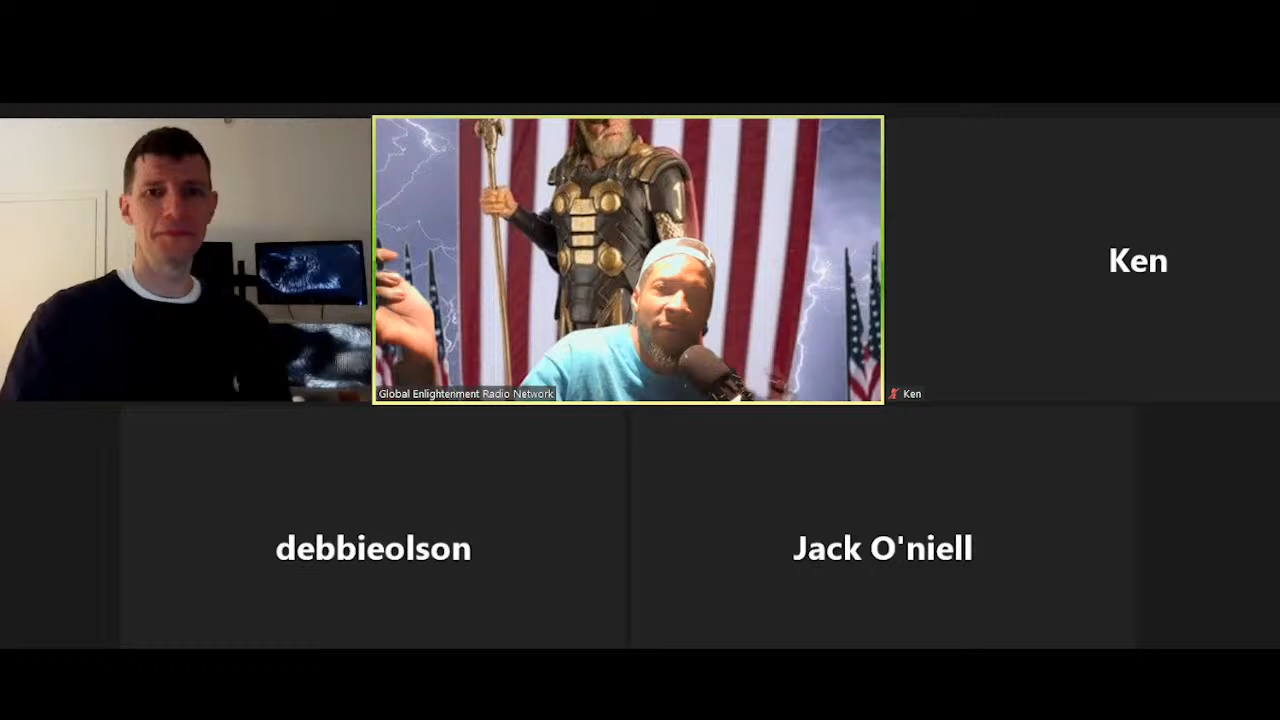 Ken
Global Enlightenment Radio Network
Ken
debbieolson
Jack O'niell